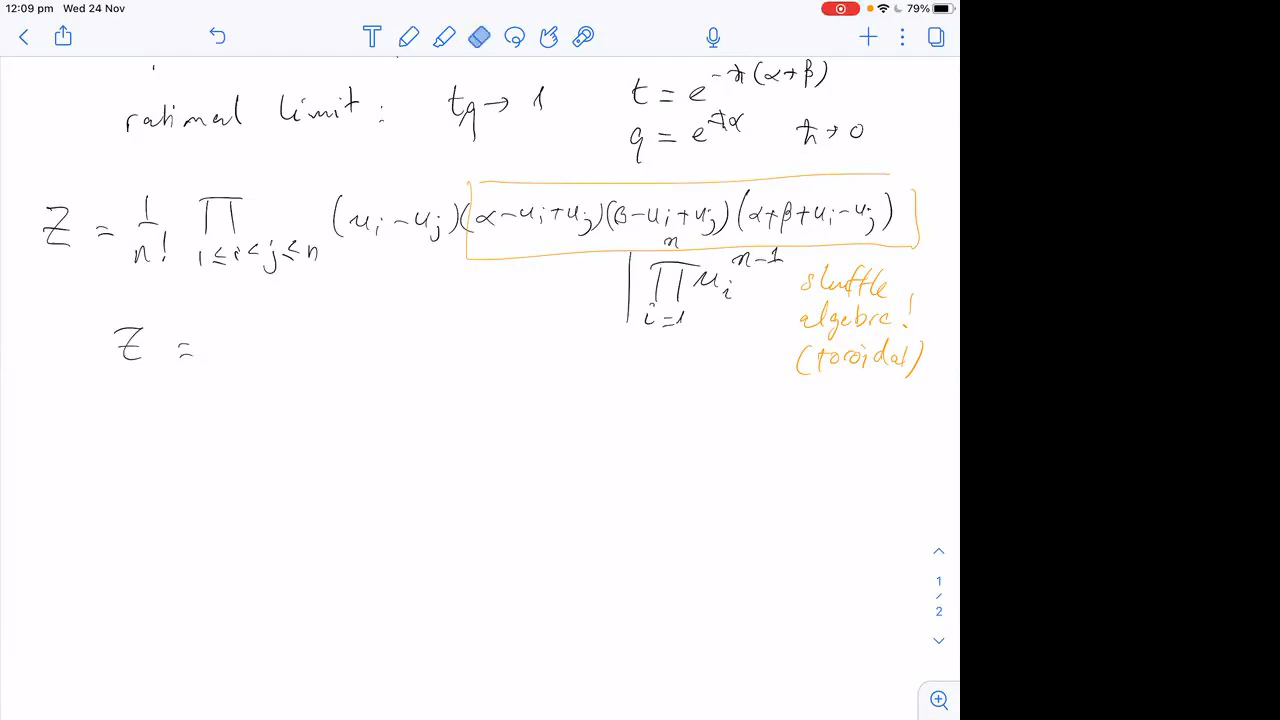 12:09 pm Wed 24 Nov 79%
rational limit: t,q → 1 t = e^{-ħ(α+β)}
q = e^{-ħα} ħ → 0
Z = 1/n! ∏_{1≤i<j≤n} (u_i - u_j)(α-u_i+u_j)(β-u_i+u_j)(α+β+u_i-u_j)
| ∏_{i=1}^{n} u_i^{n-1}
shuffle
algebra!
(toroidal)
Z =
1
/
2